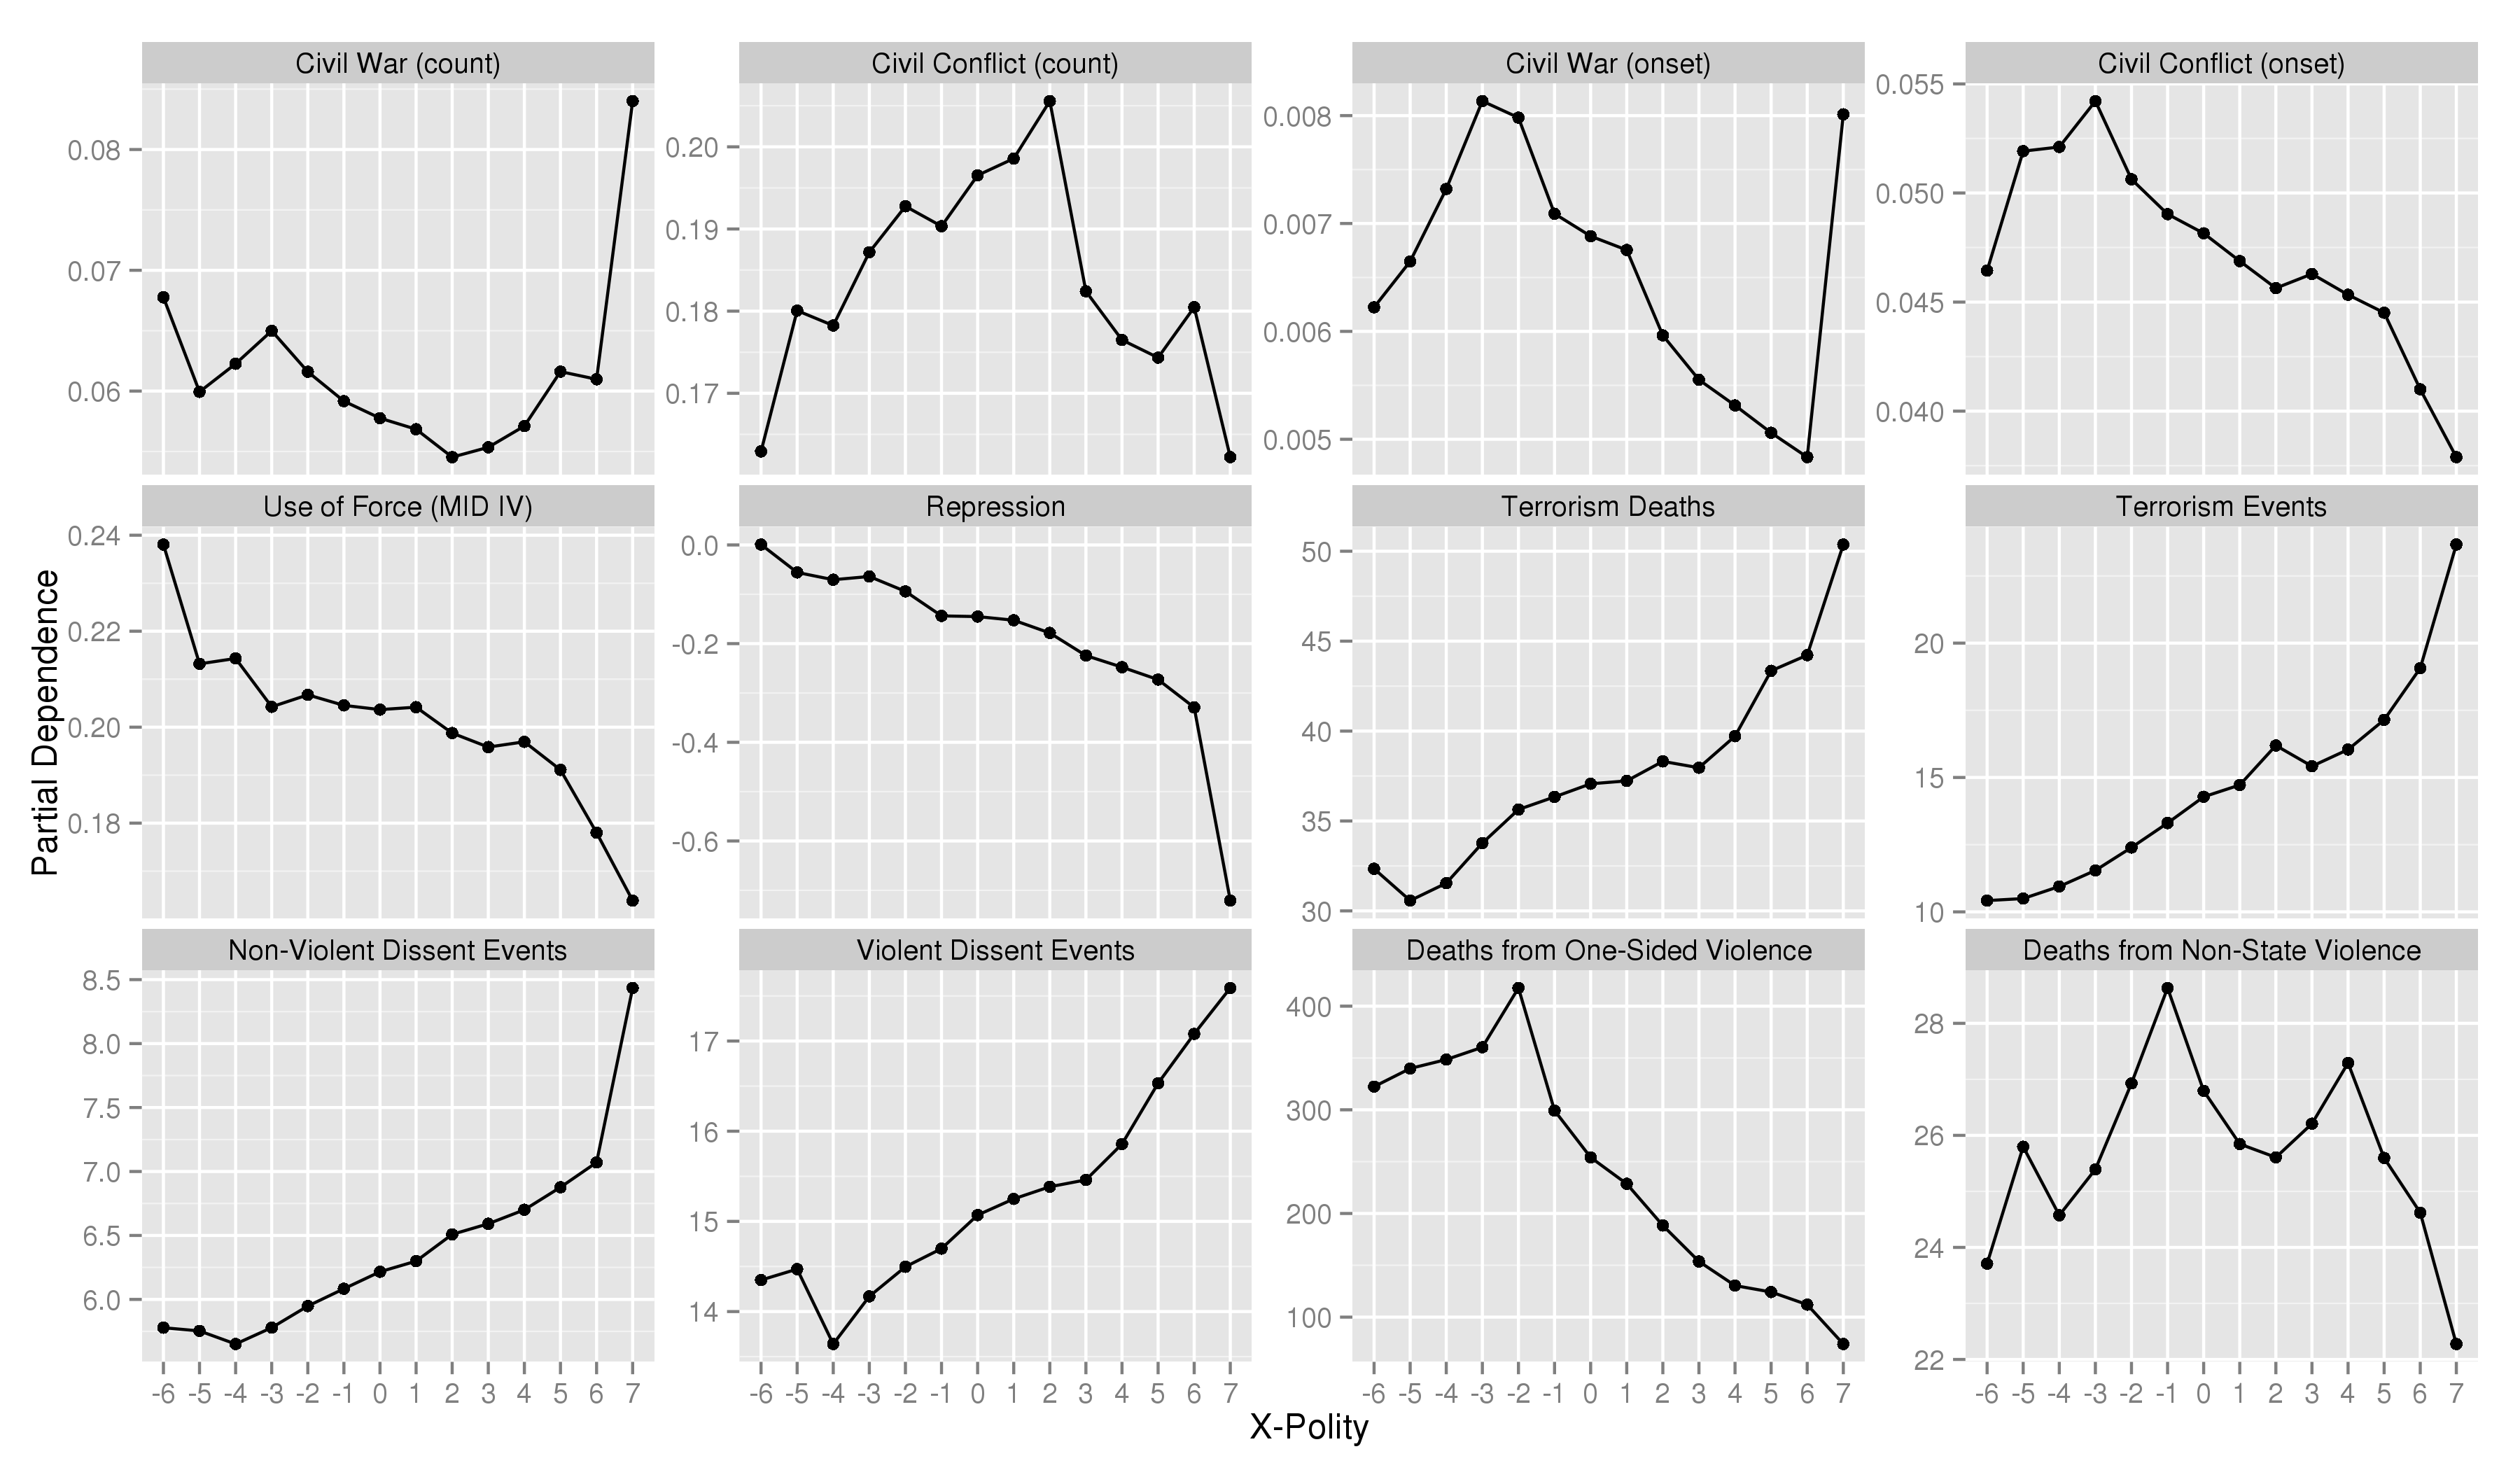 Civil War (count)
Civil Conflict (count)
Civil War (onset)
Civil Conflict (onset)
0.08
0.07
0.06
0.20
0.19
0.18
0.17
0.008
0.007
0.006
0.005
0.055
0.050
0.045
0.040
Use of Force (MID IV)
Repression
Terrorism Deaths
Terrorism Events
0.24
0.22
0.20
0.18
0.0
-0.2
-0.4
-0.6
50
45
40
35
30
20
15
10
Partial Dependence
Non-Violent Dissent Events
Violent Dissent Events
Deaths from One-Sided Violence
Deaths from Non-State Violence
8.5
8.0
7.5
7.0
6.5
6.0
17
16
15
14
400
300
200
100
28
26
24
22
-6 -5 -4 -3 -2 -1 0 1 2 3 4 5 6 7
-6 -5 -4 -3 -2 -1 0 1 2 3 4 5 6 7
-6 -5 -4 -3 -2 -1 0 1 2 3 4 5 6 7
-6 -5 -4 -3 -2 -1 0 1 2 3 4 5 6 7
X-Polity